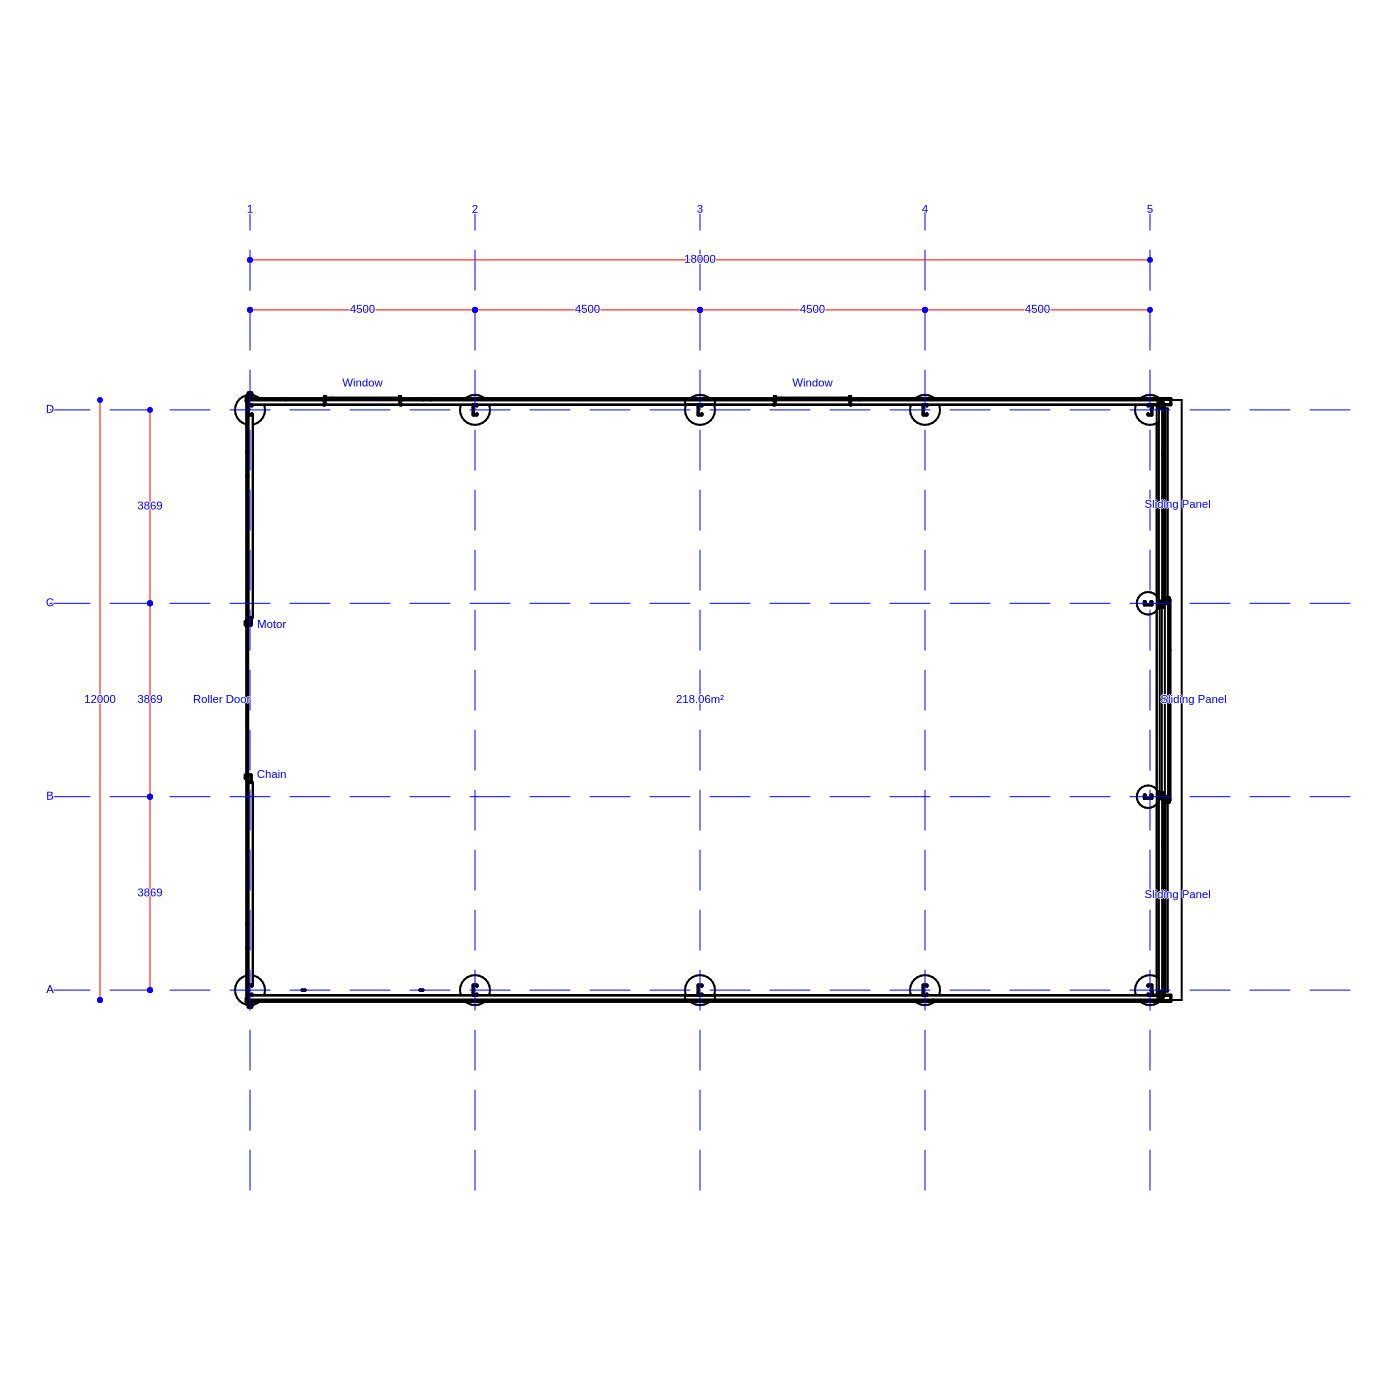 1 2 3 4 5
18000
4500 4500 4500 4500
Window Window
D
3869 Sliding Panel
C
Motor
12000 3869 Roller Door 218.06m² Sliding Panel
Chain
B
3869 Sliding Panel
A